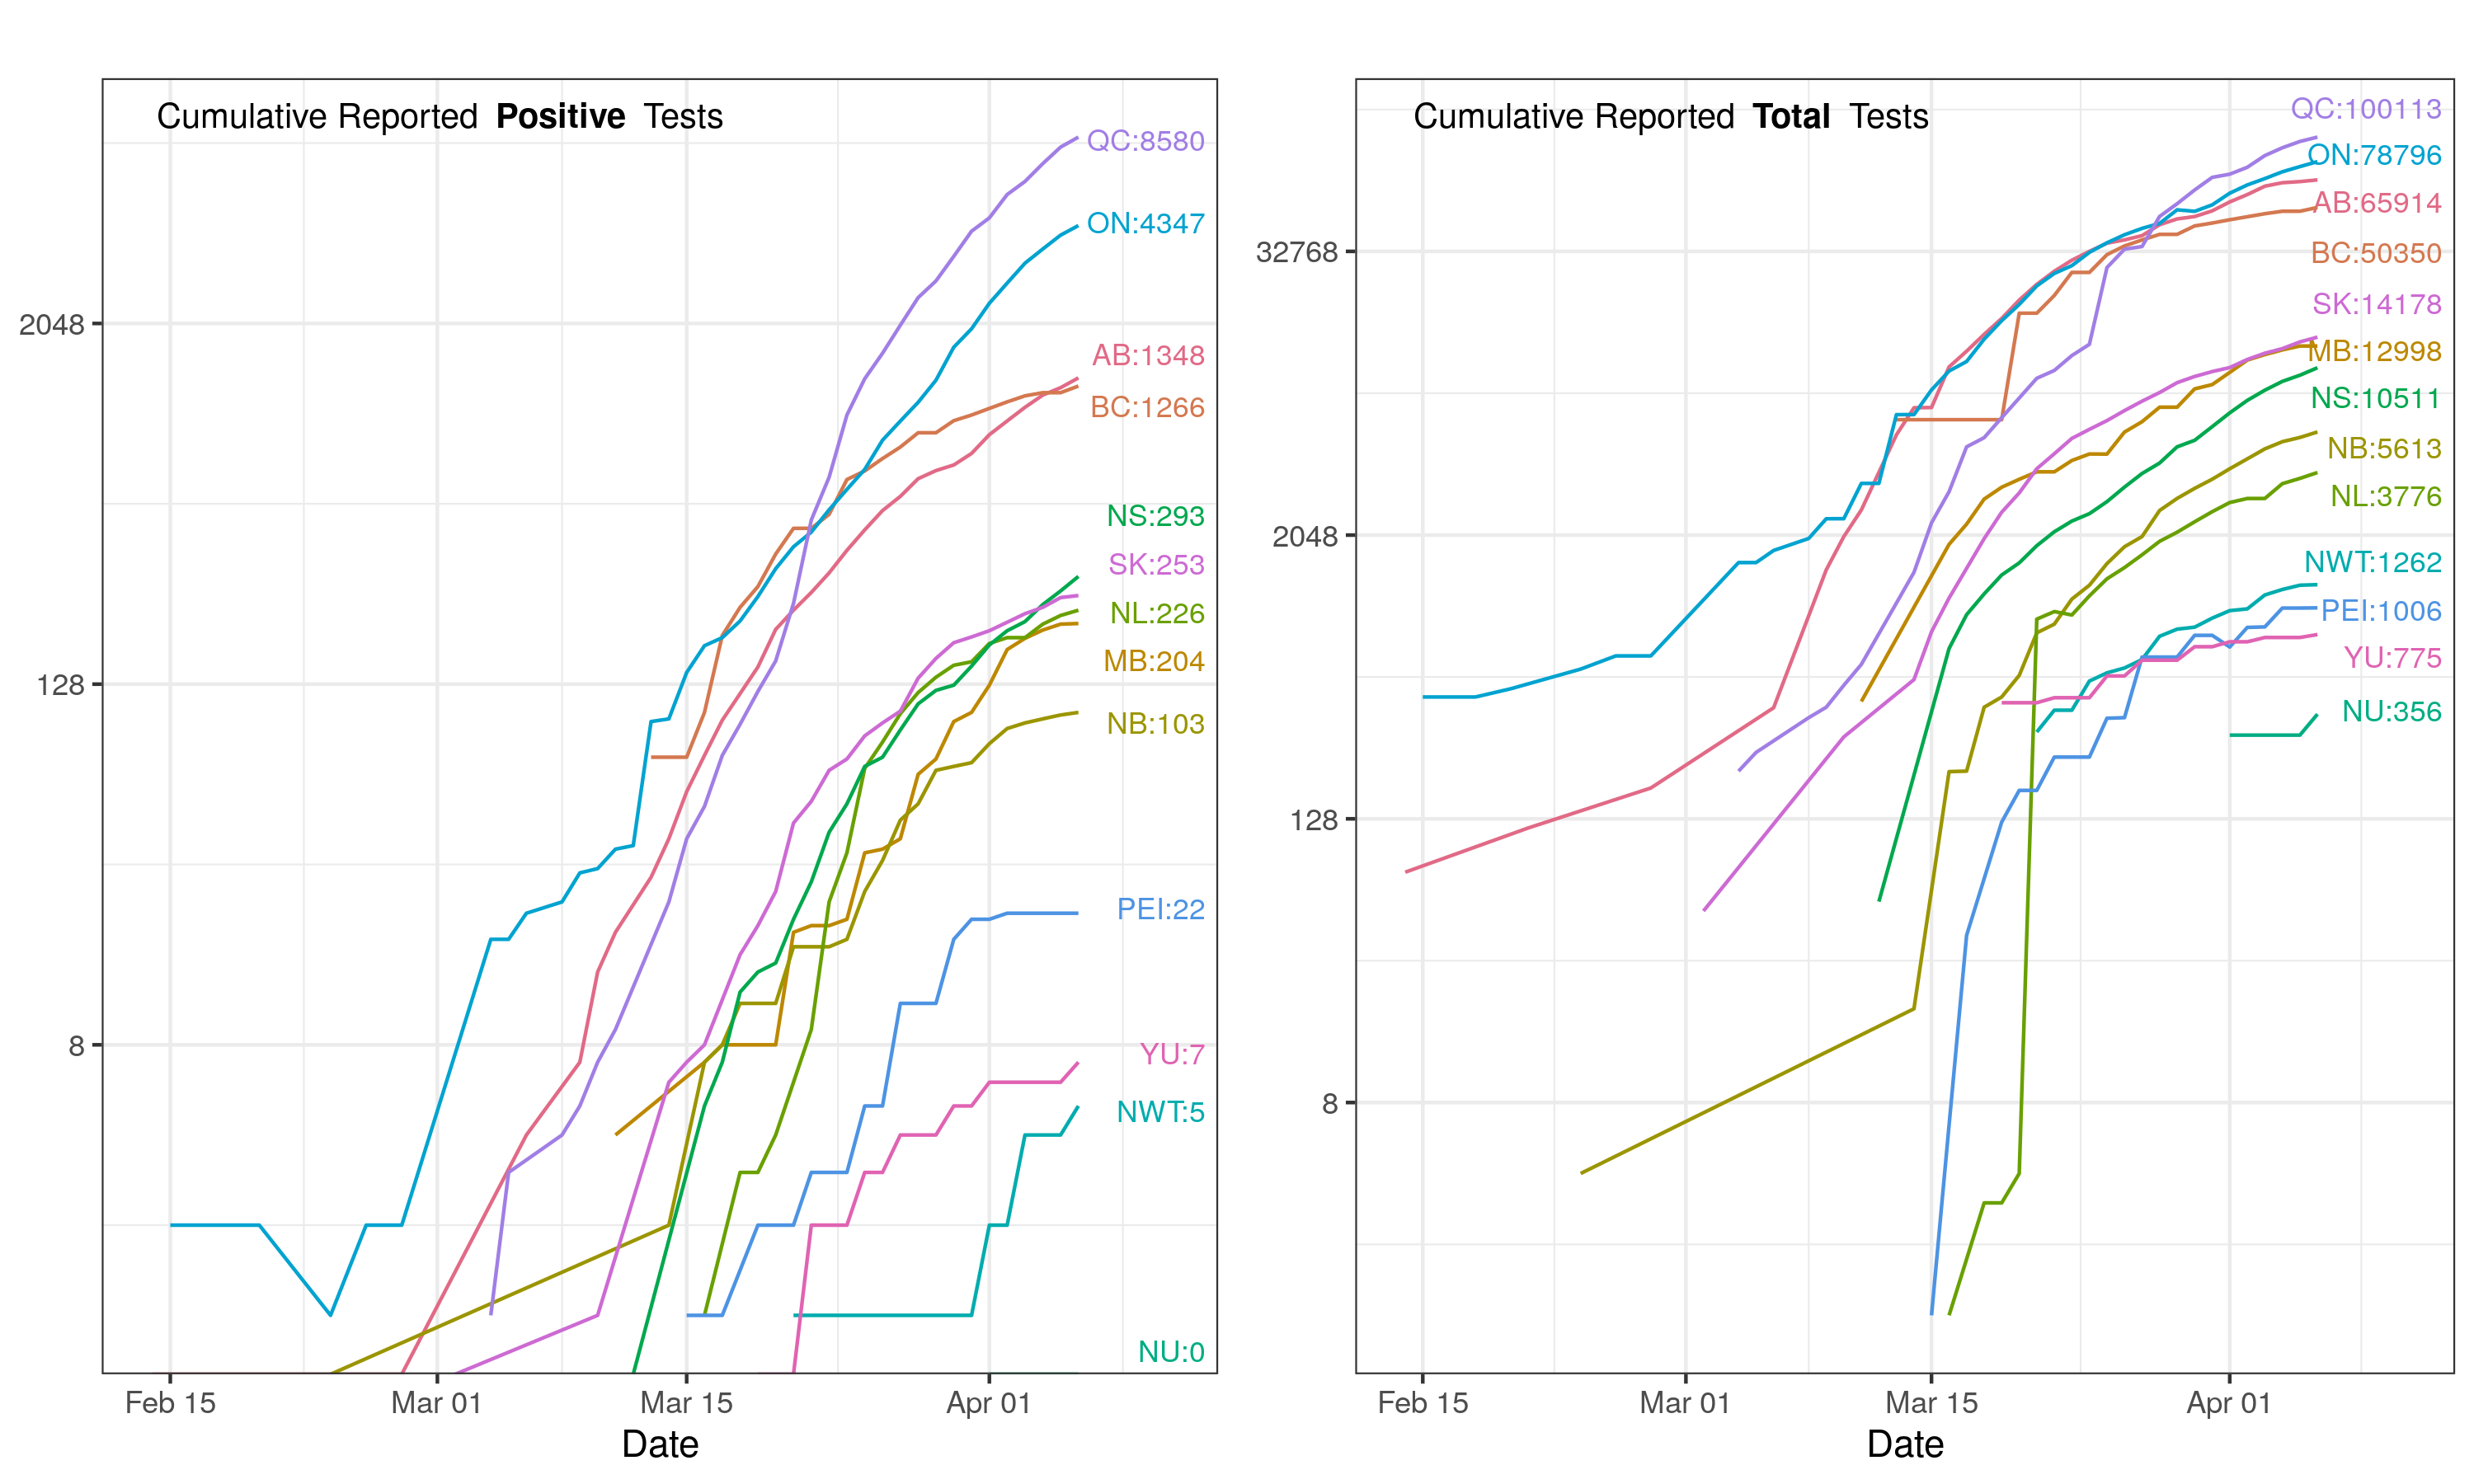 Cumulative Reported Positive Tests
QC:8580
ON:4347
2048
AB:1348
BC:1266
NS:293
SK:253
NL:226
MB:204
128
NB:103
PEI:22
8
YU:7
NWT:5
NU:0
Feb 15 Mar 01 Mar 15 Apr 01
Date
Cumulative Reported Total Tests
QC:100113
ON:78796
AB:65914
32768
BC:50350
SK:14178
MB:12998
NS:10511
NB:5613
NL:3776
2048
NWT:1262
PEI:1006
YU:775
NU:356
128
8
Feb 15 Mar 01 Mar 15 Apr 01
Date